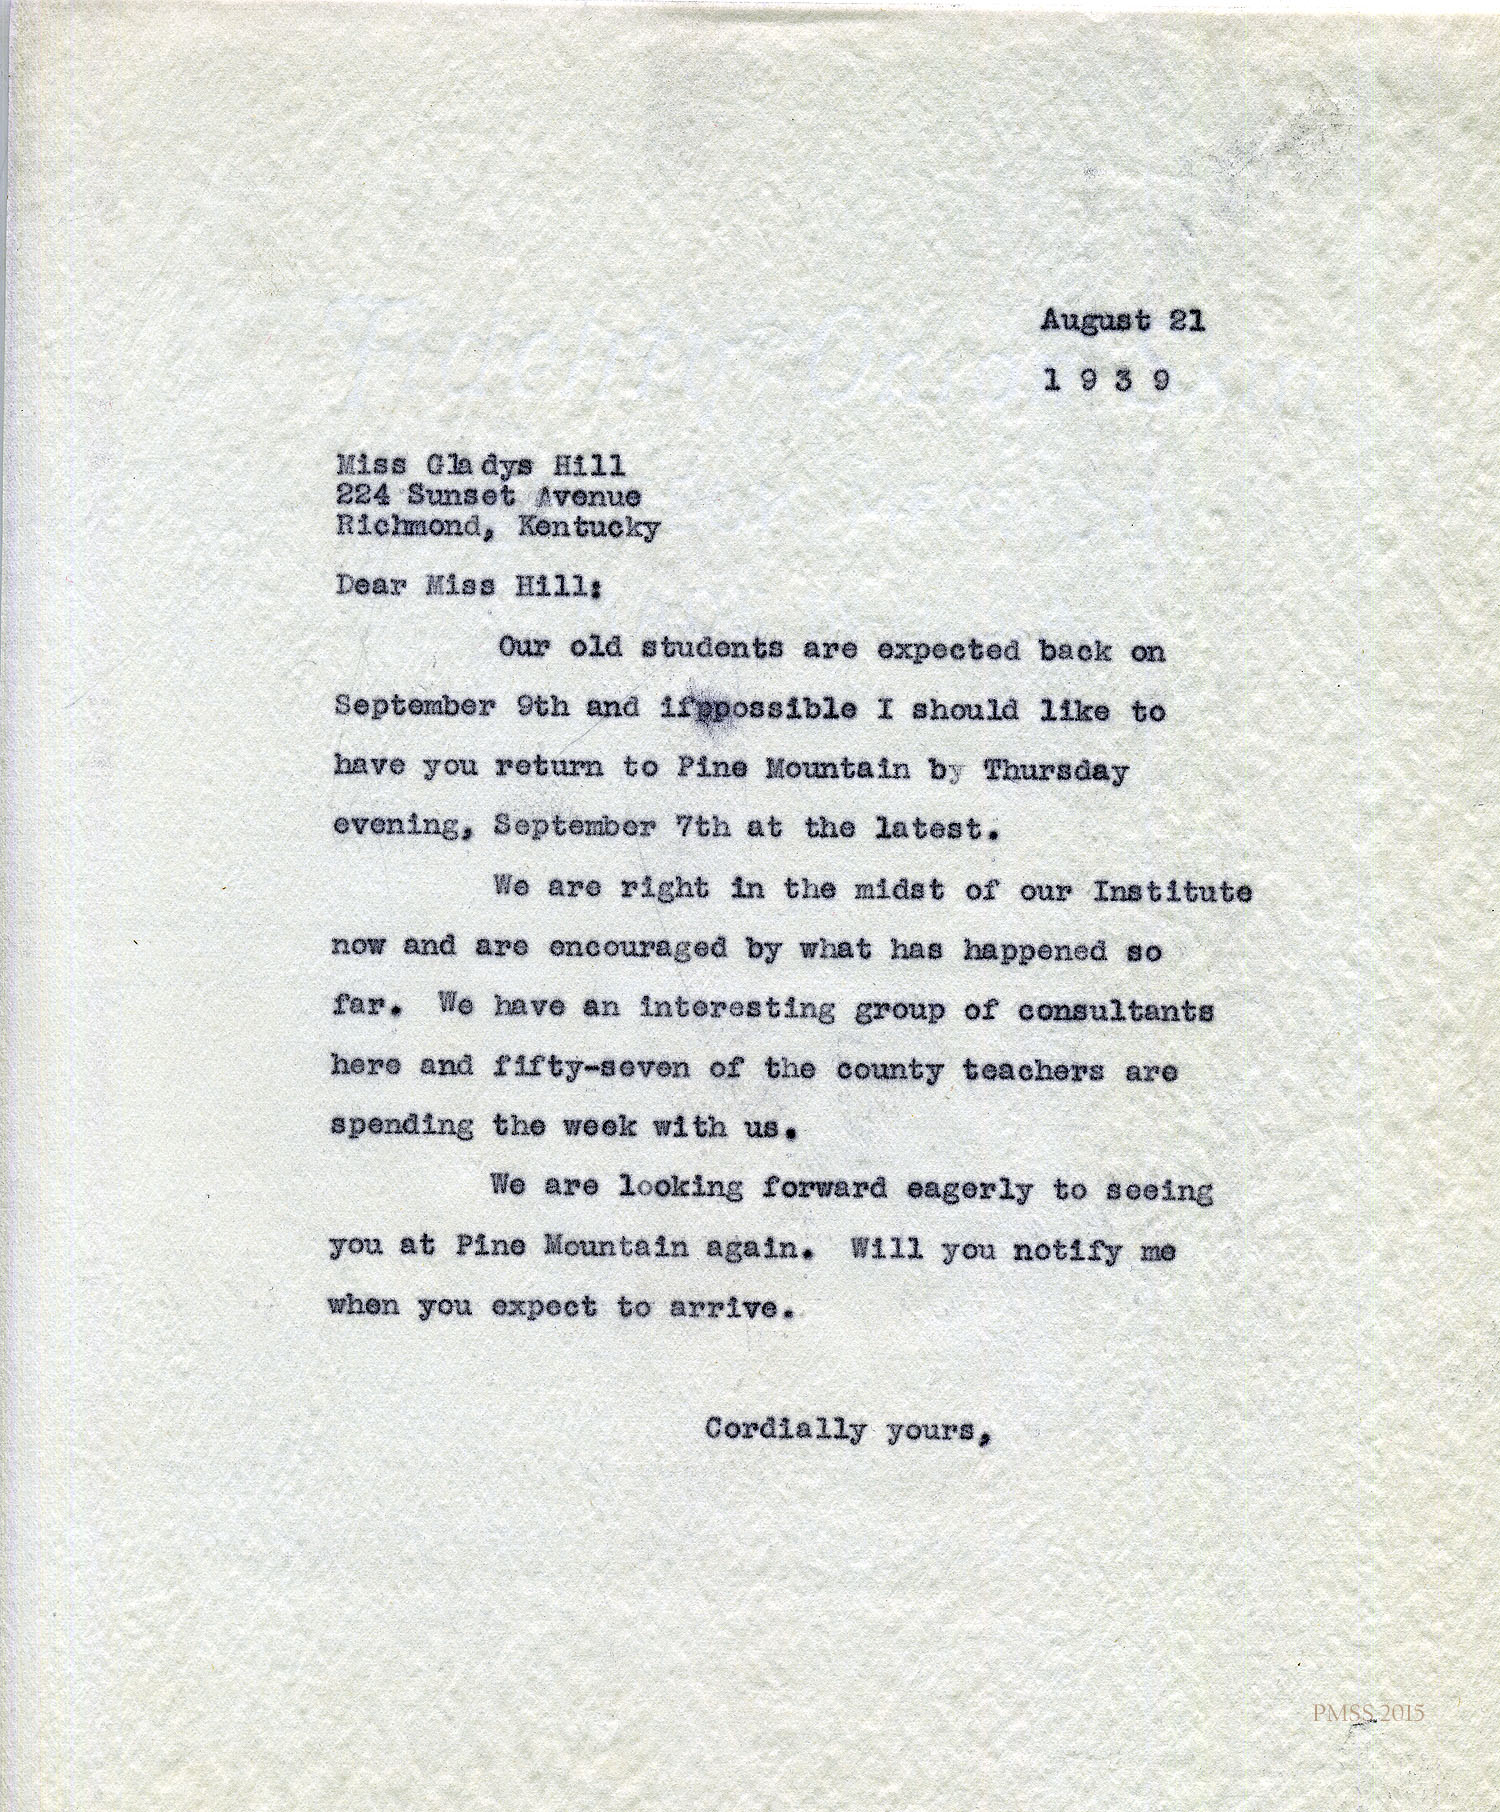 August 21
1 9 3 9
Miss Gladys Hill
224 Sunset Avenue
Richmond, Kentucky
Dear Miss Hill:
Our old students are expected back on
September 9th and if possible I should like to
have you return to Pine Mountain by Thursday
evening, September 7th at the latest.
We are right in the midst of our Institute
now and are encouraged by what has happened so
far. We have an interesting group of consultants
here and fifty-seven of the county teachers are
spending the week with us.
We are looking forward eagerly to seeing
you at Pine Mountain again. Will you notify me
when you expect to arrive.
Cordially yours,
PMSS 2015